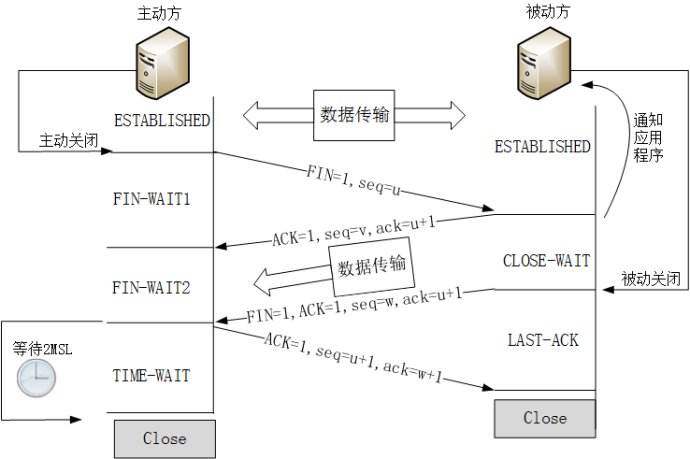 主动方
被动方
ESTABLISHED
数据传输
通知
应用
程序
主动关闭
ESTABLISHED
FIN=1,seq=u
FIN-WAIT1
ACK=1,seq=v,ack=u+1
数据传输
CLOSE-WAIT
被动关闭
FIN-WAIT2
FIN=1,ACK=1,seq=w,ack=u+1
等待2MSL
ACK=1,seq=u+1,ack=w+1
LAST-ACK
TIME-WAIT
Close
Close